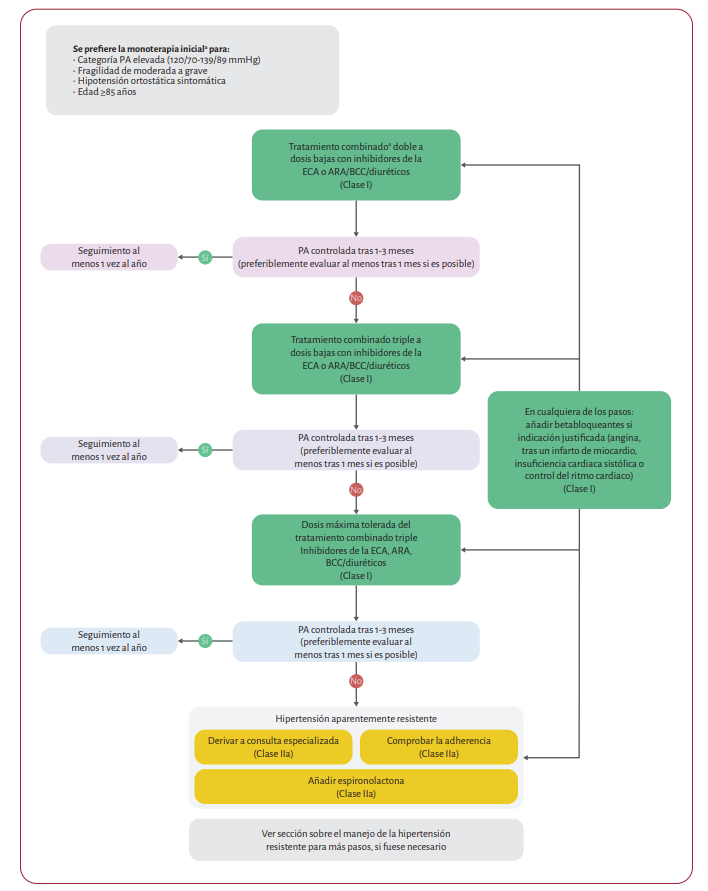 Se prefiere la monoterapia inicialª para:
· Categoría PA elevada (120/70-139/89 mmHg)
· Fragilidad de moderada a grave
· Hipotensión ortostática sintomática
· Edad ≥85 años
Tratamiento combinadoª doble a
dosis bajas con inhibidores de la
ECA o ARA/BCC/diuréticos
(Clase I)
PA controlada tras 1-3 meses
(preferiblemente evaluar al menos tras 1 mes si es posible)
Sí
Seguimiento al
menos 1 vez al año
No
Tratamiento combinado triple a
dosis bajas con inhibidores de la
ECA o ARA/BCC/diuréticos
(Clase I)
En cualquiera de los pasos:
añadir betabloqueantes si
indicación justificada (angina,
tras un infarto de miocardio,
insuficiencia cardiaca sistólica o
control del ritmo cardiaco)
(Clase I)
PA controlada tras 1-3 meses
(preferiblemente evaluar al
menos tras 1 mes si es posible)
Sí
Seguimiento al
menos 1 vez al año
No
Dosis máxima tolerada del
tratamiento combinado triple
Inhibidores de la ECA, ARA,
BCC/diuréticos
(Clase I)
PA controlada tras 1-3 meses
(preferiblemente evaluar al
menos tras 1 mes si es posible)
Sí
Seguimiento al
menos 1 vez al año
No
Hipertensión aparentemente resistente
Derivar a consulta especializada
(Clase IIa)
Comprobar la adherencia
(Clase IIa)
Añadir espironolactona
(Clase IIa)
Ver sección sobre el manejo de la hipertensión
resistente para más pasos, si fuese necesario